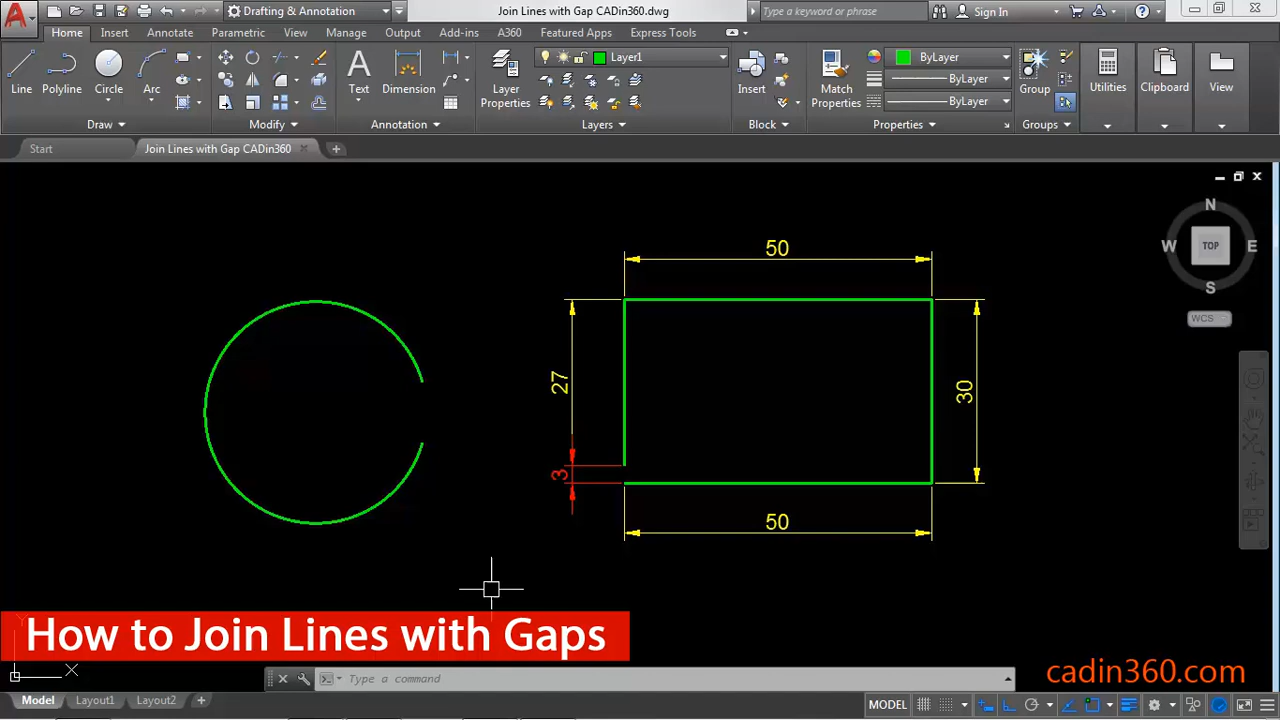 Drafting & Annotation
Join Lines with Gap CADin360.dwg
Type a keyword or phrase
Sign In
Home
Insert
Annotate
Parametric
View
Manage
Output
Add-ins
A360
Featured Apps
Express Tools
Line
Polyline
Circle
Arc
Text
Dimension
Layer
Properties
Layer1
Insert
Match
Properties
ByLayer
ByLayer
ByLayer
Group
Utilities
Clipboard
View
Draw
Modify
Annotation
Layers
Block
Properties
Groups
Start
Join Lines with Gap CADin360
N
W
TOP
E
S
WCS
50
27
30
3
50
How to Join Lines with Gaps
cadin360.com
X
Type a command
Model
Layout1
Layout2
MODEL